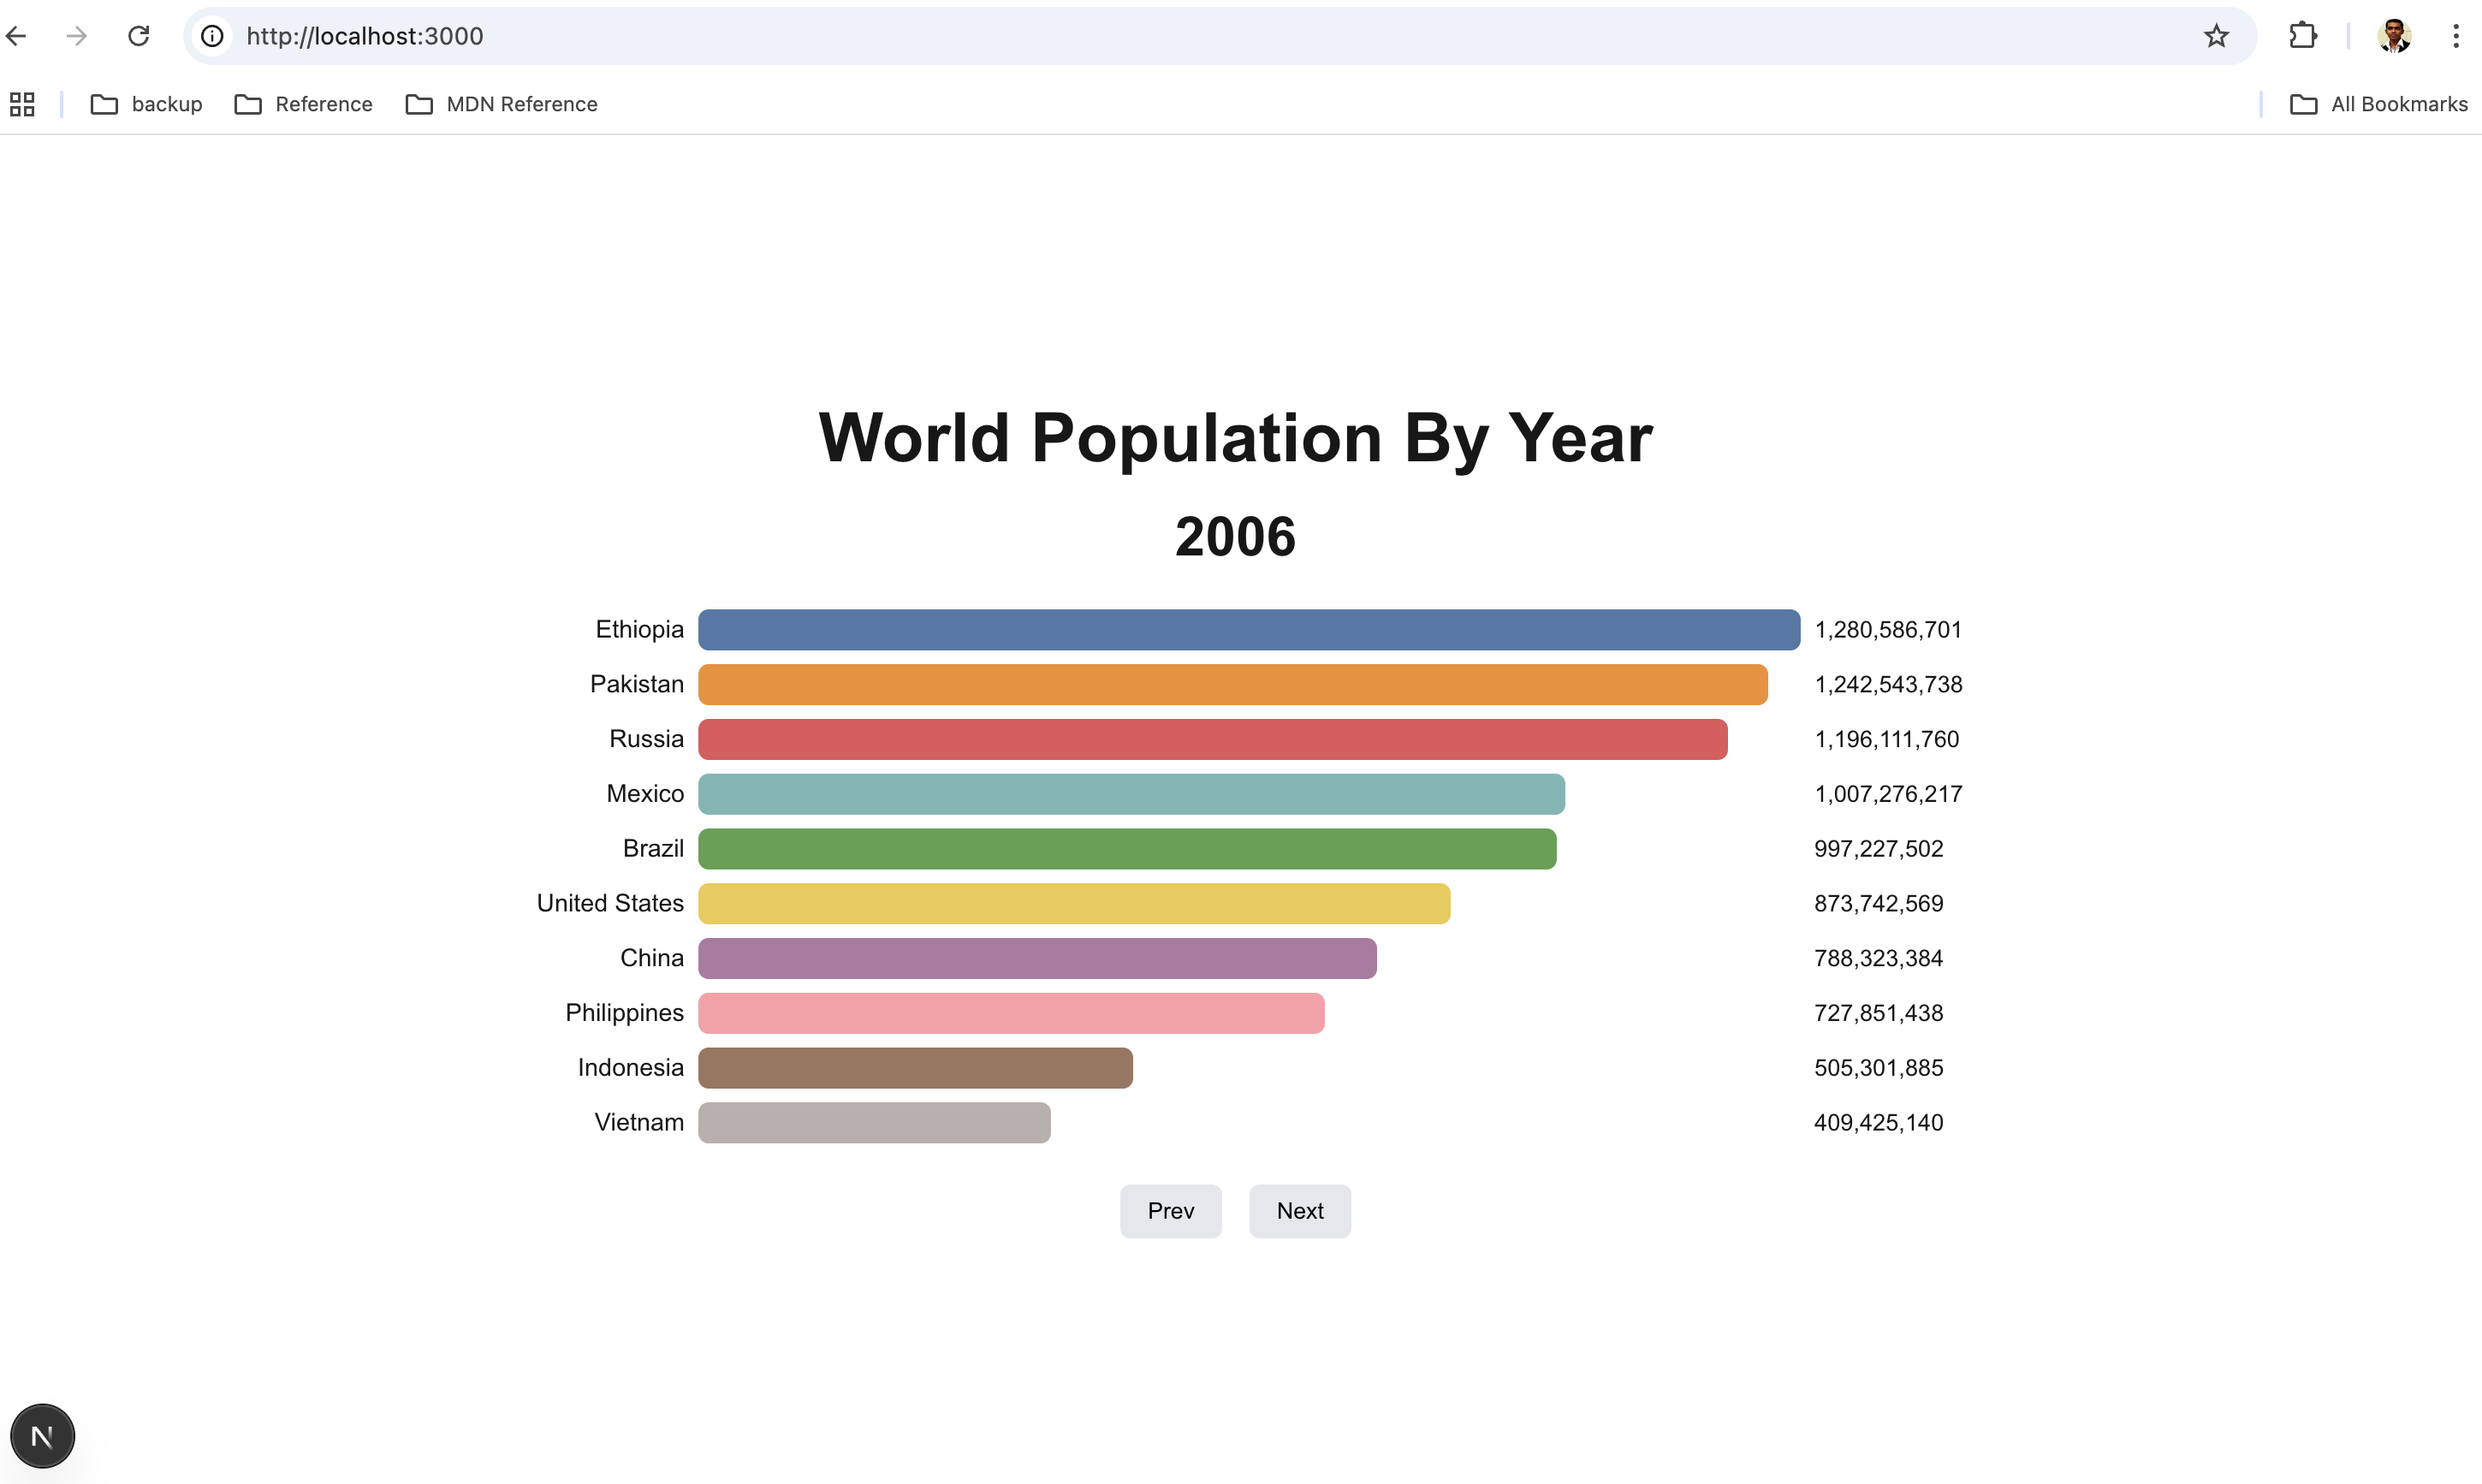 http://localhost:3000
backup Reference MDN Reference All Bookmarks
World Population By Year
2006
Ethiopia 1,280,586,701
Pakistan 1,242,543,738
Russia 1,196,111,760
Mexico 1,007,276,217
Brazil 997,227,502
United States 873,742,569
China 788,323,384
Philippines 727,851,438
Indonesia 505,301,885
Vietnam 409,425,140
Prev Next
N